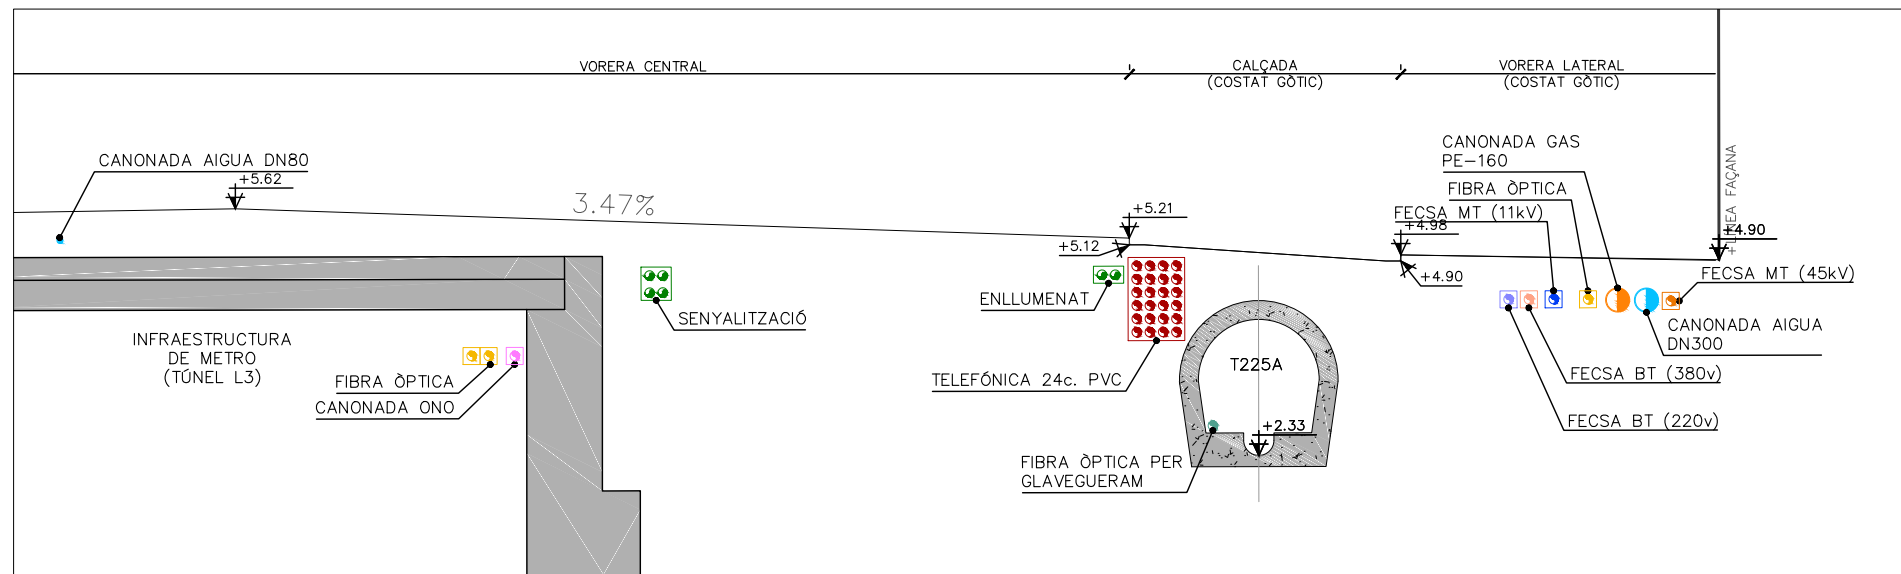 VORERA CENTRAL
CALÇADA
(COSTAT GÒTIC)
VORERA LATERAL
(COSTAT GÒTIC)
CANONADA AIGUA DN80
+5.62
3.47%
+5.21
+5.12
CANONADA GAS
PE-160
FIBRA ÒPTICA
FECSA MT (11kV)
+4.98
+4.90
LÍNEA FAÇANA
+4.90
FECSA MT (45kV)
ENLLUMENAT
SENYALITZACIÓ
INFRAESTRUCTURA
DE METRO
(TÚNEL L3)
FIBRA ÒPTICA
CANONADA ONO
TELEFÓNICA 24c. PVC
T225A
+2.33
FIBRA ÒPTICA PER
GLAVEGUERAM
CANONADA AIGUA
DN300
FECSA BT (380v)
FECSA BT (220v)